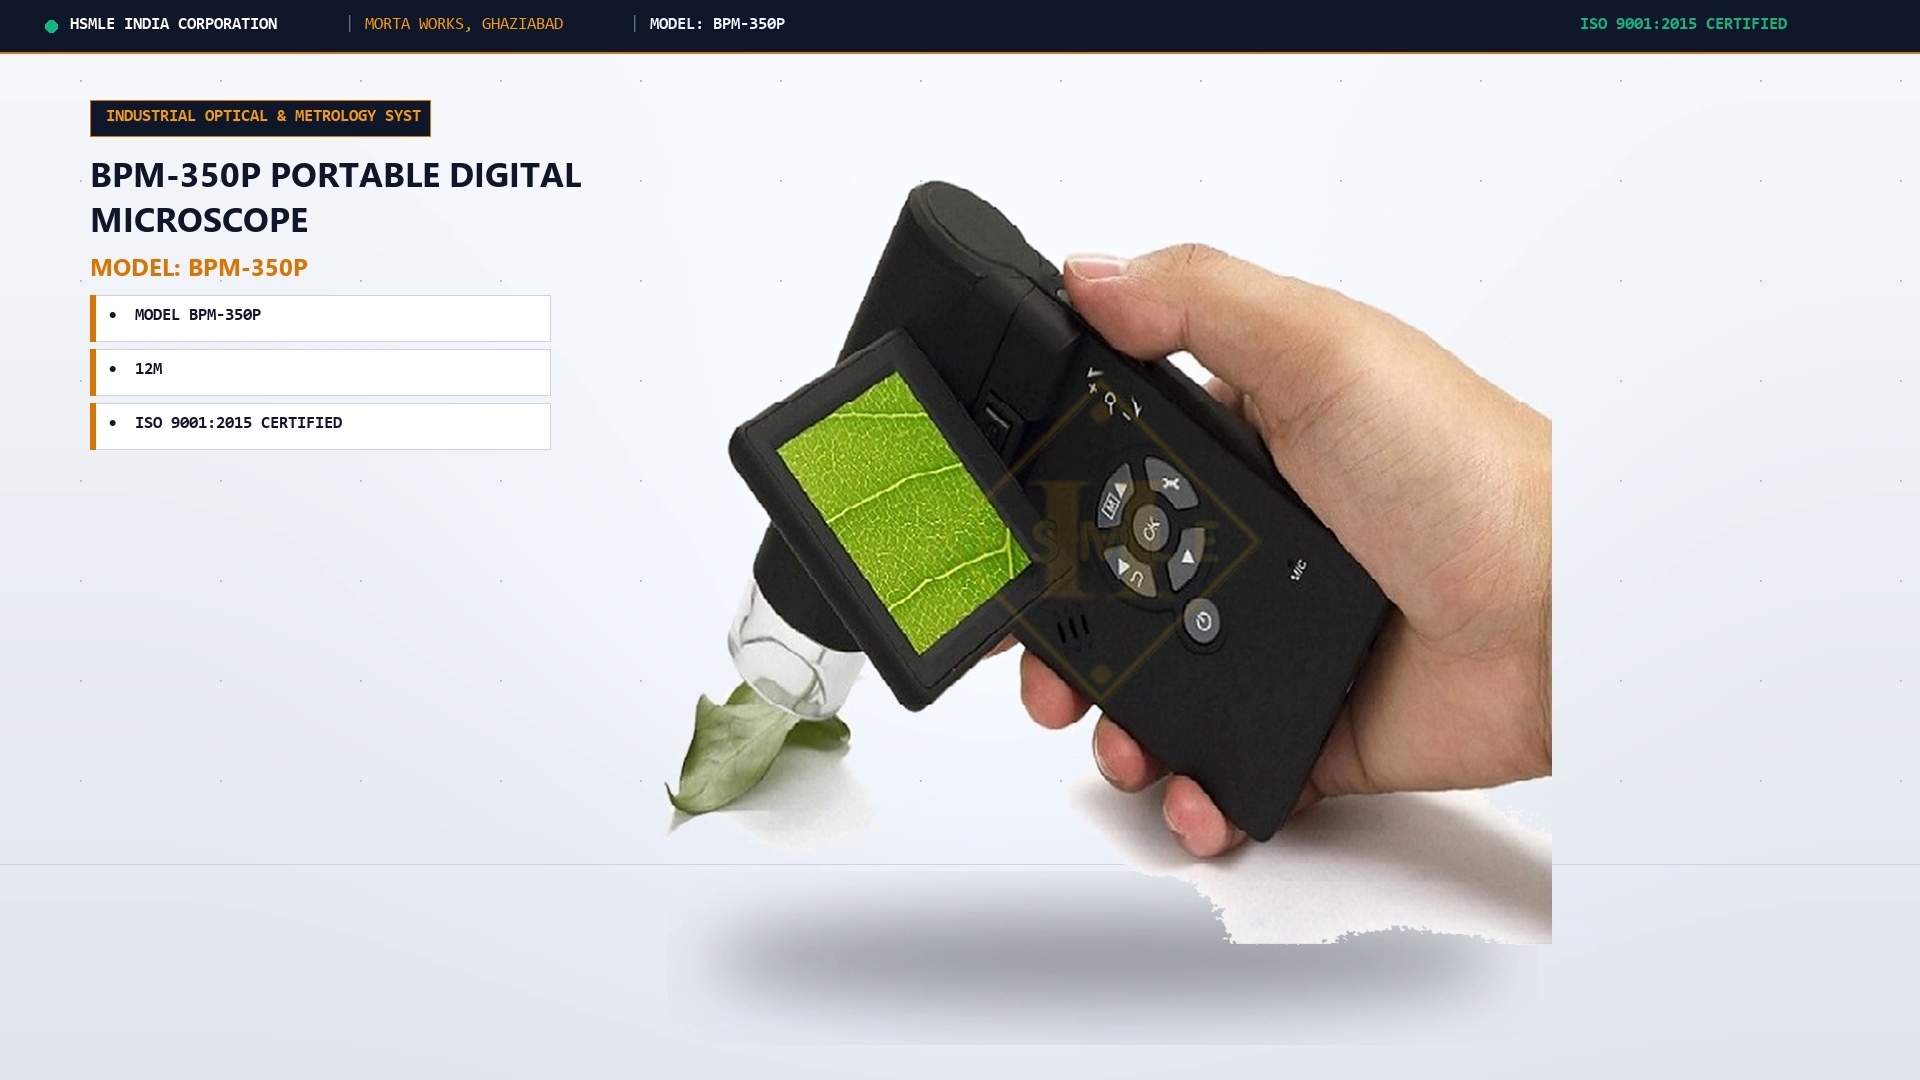 HSMLE INDIA CORPORATION | MORTA WORKS, GHAZIABAD | MODEL: BPM-350P
ISO 9001:2015 CERTIFIED
INDUSTRIAL OPTICAL & METROLOGY SYST
BPM-350P PORTABLE DIGITAL
MICROSCOPE
MODEL: BPM-350P
• MODEL BPM-350P
• 12M
• ISO 9001:2015 CERTIFIED
M
OK
MIC